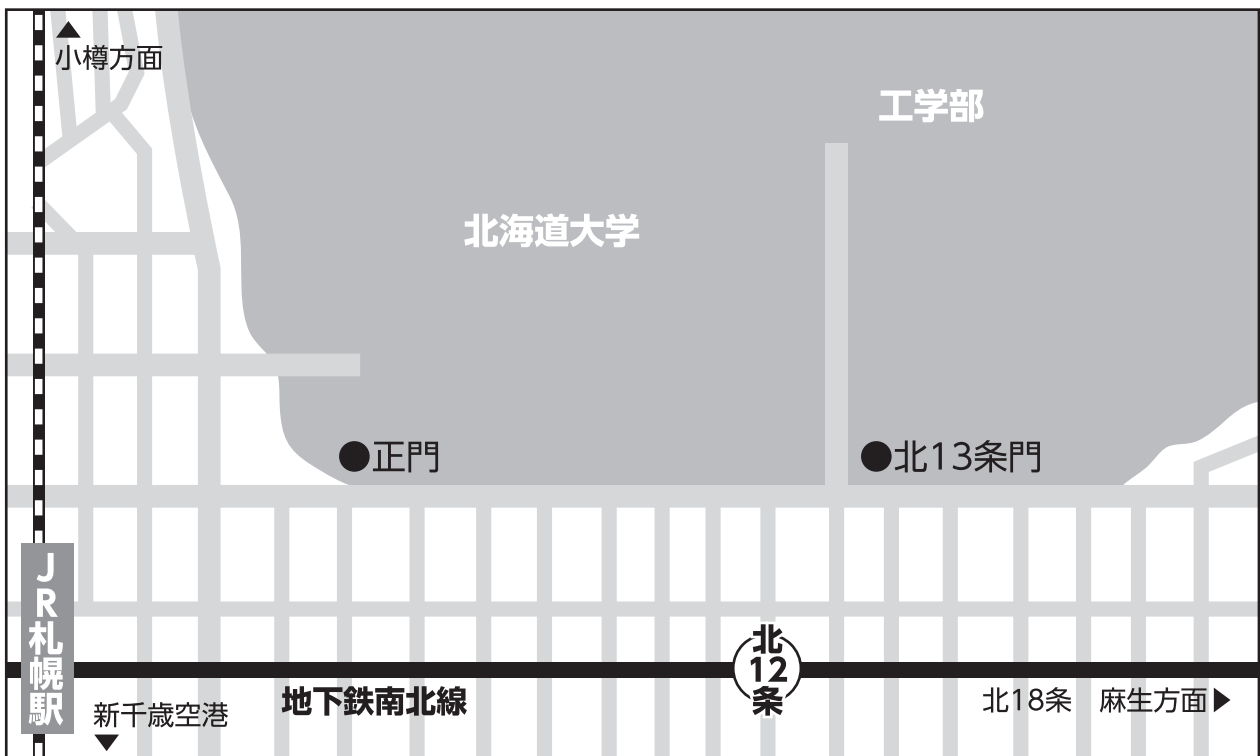 ▲
小樽方面
工学部
北海道大学
●正門
●北13条門
JR札幌駅
北12条
地下鉄南北線
新千歳空港
▼
北18条 麻生方面▶